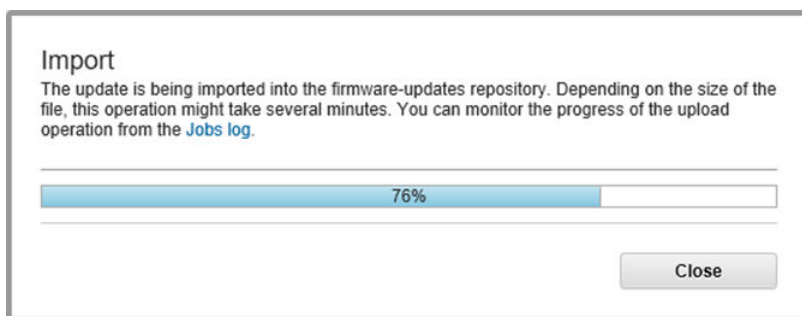 Import
The update is being imported into the firmware-updates repository. Depending on the size of the
file, this operation might take several minutes. You can monitor the progress of the upload
operation from the Jobs log.
76%
Close